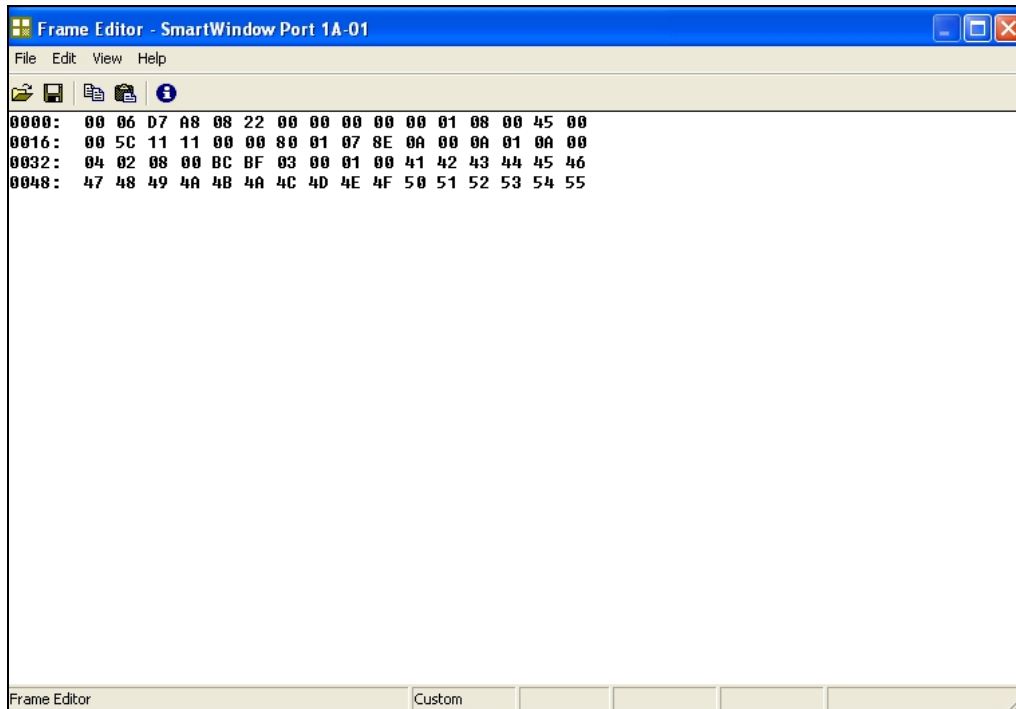 Frame Editor - SmartWindow Port 1A-01
File Edit View Help
0000: 00 06 D7 A8 08 22 00 00 00 00 00 01 08 00 45 00
0016: 00 5C 11 11 00 00 80 01 07 8E 0A 00 0A 01 0A 00
0032: 04 02 08 00 BC BF 03 00 01 00 41 42 43 44 45 46
0048: 47 48 49 4A 4B 4A 4C 4D 4E 4F 50 51 52 53 54 55
Frame Editor Custom